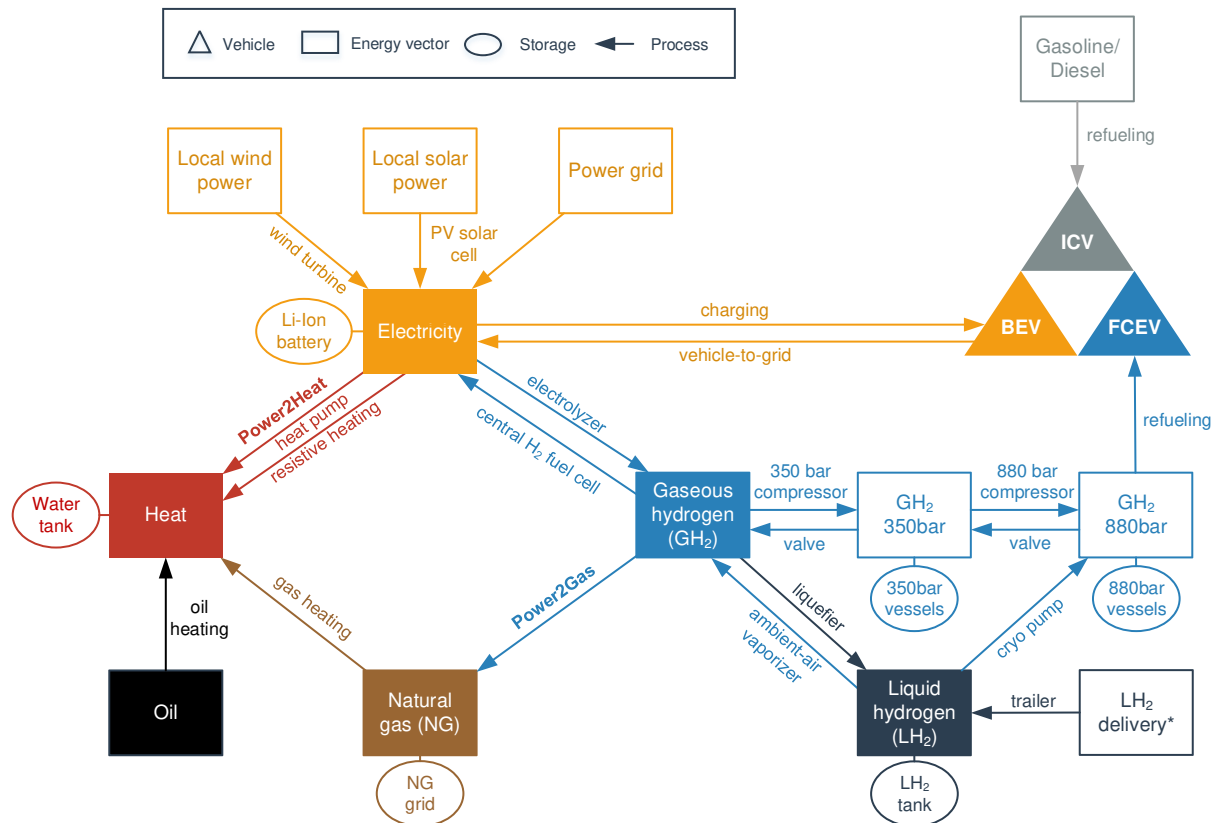 Vehicle
Energy vector
Storage
Process
Gasoline/
Diesel
refueling
Local wind
power
Local solar
power
Power grid
wind turbine
PV solar
cell
ICV
BEV
FCEV
Li-Ion
battery
Electricity
charging
vehicle-to-grid
Power2Heat
heat pump
resistive heating
electrolyzer
central H₂ fuel cell
refueling
Water
tank
Heat
Gaseous
hydrogen
(GH₂)
350 bar
compressor
valve
GH₂
350bar
880 bar
compressor
valve
GH₂
880bar
350bar
vessels
880bar
vessels
oil
heating
gas heating
Power2Gas
liquefier
ambient-air
vaporizer
cryo pump
Oil
Natural
gas (NG)
Liquid
hydrogen
(LH₂)
trailer
LH₂
delivery*
NG
grid
LH₂
tank